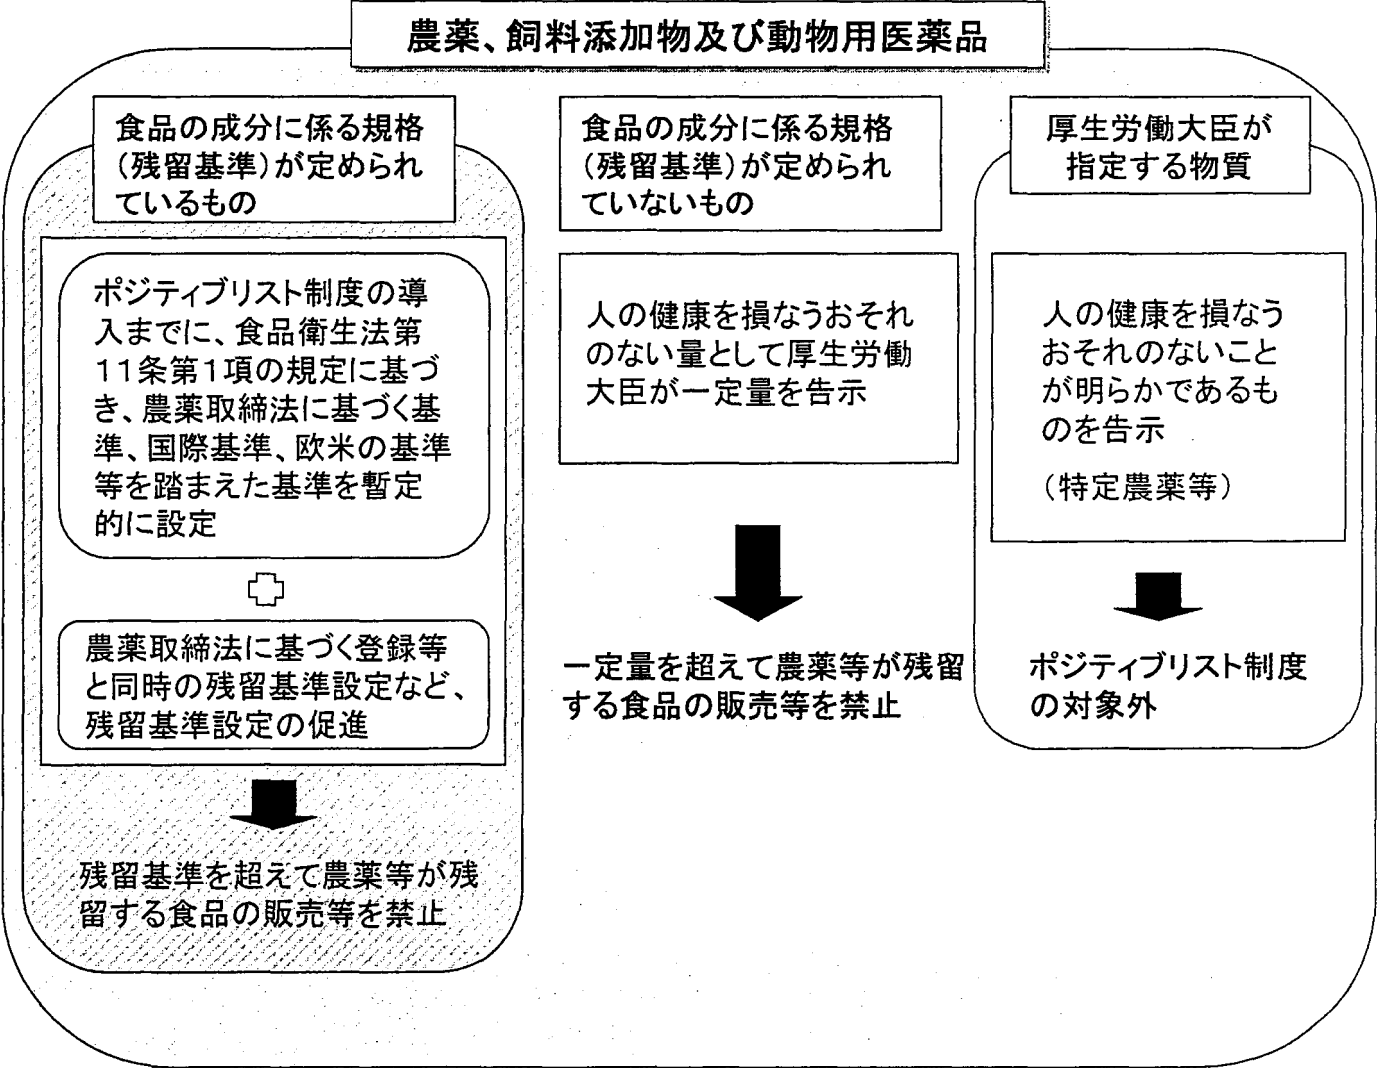 農薬、飼料添加物及び動物用医薬品
食品の成分に係る規格
（残留基準）が定められ
ているもの
ポジティブリスト制度の導
入までに、食品衛生法第
11条第1項の規定に基づ
き、農薬取締法に基づく基
準、国際基準、欧米の基準
等を踏まえた基準を暫定
的に設定
農薬取締法に基づく登録等
と同時の残留基準設定など、
残留基準設定の促進
残留基準を超えて農薬等が残
留する食品の販売等を禁止
食品の成分に係る規格
（残留基準）が定められ
ていないもの
人の健康を損なうおそれ
のない量として厚生労働
大臣が一定量を告示
一定量を超えて農薬等が残留
する食品の販売等を禁止
厚生労働大臣が
指定する物質
人の健康を損なう
おそれのないこと
が明らかであるも
のを告示
（特定農薬等）
ポジティブリスト制度
の対象外